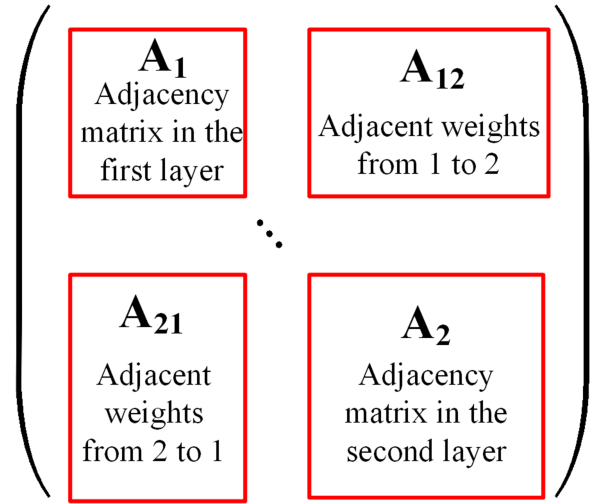 A₁
Adjacency
matrix in the
first layer
A₁₂
Adjacent weights
from 1 to 2
⋱
A₂₁
Adjacent
weights
from 2 to 1
A₂
Adjacency
matrix in the
second layer